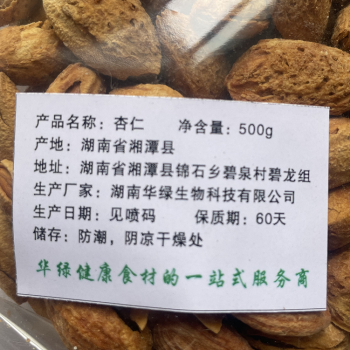 产品名称：杏仁 净含量：500g
产地：湖南省湘潭县
地址：湖南省湘潭县锦石乡碧泉村碧龙组
生产厂家：湖南华绿生物科技有限公司
生产日期：见喷码 保质期：60天
储存：防潮，阴凉干燥处
华绿健康食材的一站式服务商